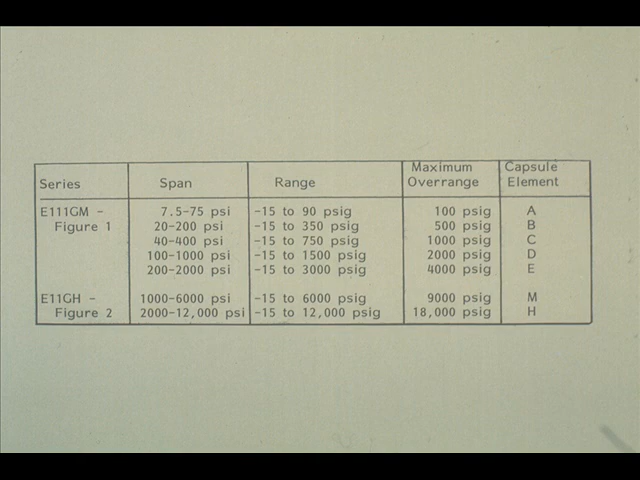 Series Span Range Maximum Overrange Capsule Element
E111GM - 7.5-75 psi -15 to 90 psig 100 psig A
Figure 1 20-200 psi -15 to 350 psig 500 psig B
40-400 psi -15 to 750 psig 1000 psig C
100-1000 psi -15 to 1500 psig 2000 psig D
200-2000 psi -15 to 3000 psig 4000 psig E
E11GH - 1000-6000 psi -15 to 6000 psig 9000 psig M
Figure 2 2000-12,000 psi -15 to 12,000 psig 18,000 psig H